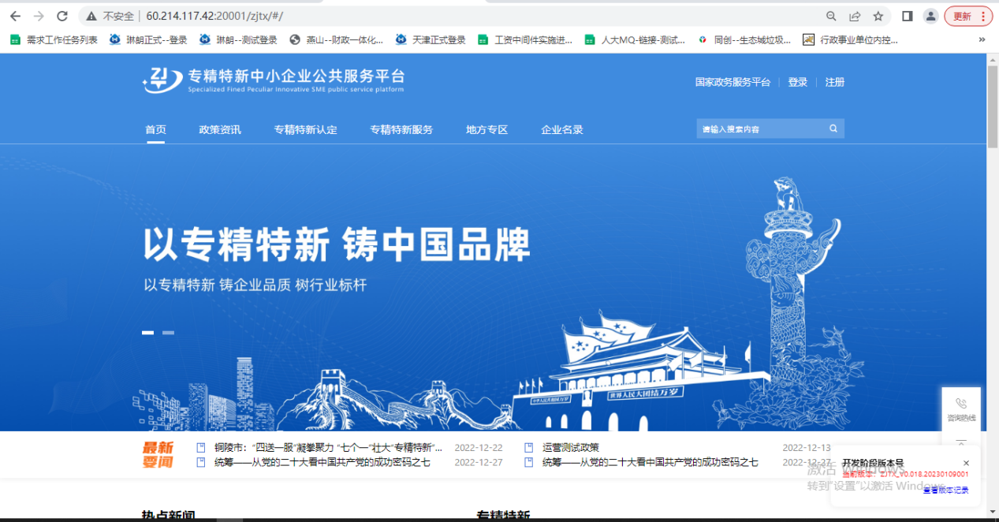 不安全 60.214.117.42:20001/zjtx/#/ 更新
需求工作任务列表 琳朗正式--登录 琳朗--测试登录 燕山--财政一体化... 天津正式登录 工资中间件实施进... 人大MQ-链接-测试... 同创--生态域垃圾... 行政事业单位内控... »
专精特新中小企业公共服务平台
Specialized Fined Peculiar Innovative SME public service platform
国家政务服务平台 登录 注册
首页 政策资讯 专精特新认定 专精特新服务 地方专区 企业名录 请输入搜索内容
以专精特新 铸中国品牌
以专精特新 铸企业品质 树行业标杆
世界人民大团结万岁
咨询热线
最新
要闻
铜陵市：“四送一服”凝举聚力 “七个一”壮大“专精特新”... 2022-12-22 运营测试政策 2022-12-13
统筹——从党的二十大看中国共产党的成功密码之七 2022-12-27 统筹——从党的二十大看中国共产党的成功密码之七 2022-12-27
开发阶段版本号 ×
激活 Windows
当前版本：ZJTX_V0.018.20230109001
转到“设置”以激活 Windows。
查看版本记录
热点新闻 专精特新